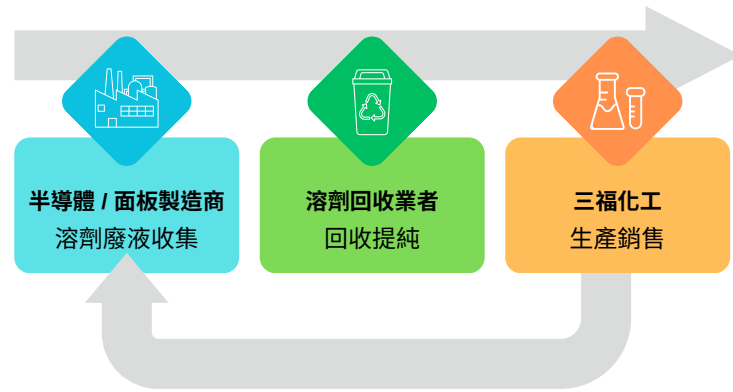 半導體 / 面板製造商
溶劑廢液收集
溶劑回收業者
回收提純
三福化工
生產銷售